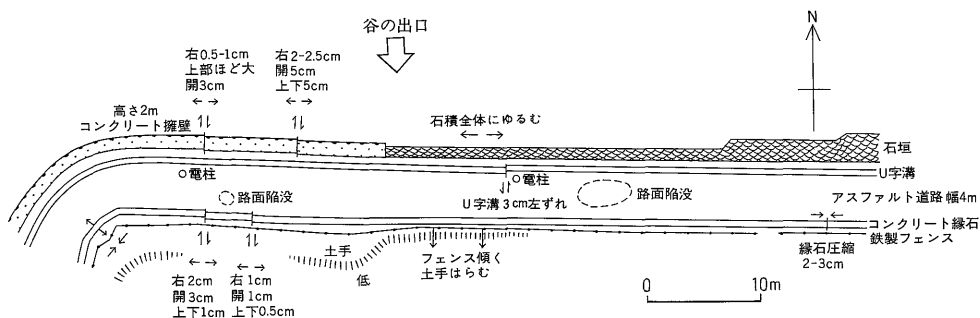 谷の出口
N
右0.5-1cm
上部ほど大
開3cm
右2-2.5cm
開5cm
上下5cm
高さ2m
コンクリート擁壁
石積全体にゆるむ
石垣
U字溝
電柱
電柱
路面陥没
路面陥没
U字溝3cm左ずれ
アスファルト道路幅4m
コンクリート縁石
鉄製フェンス
縁石圧縮
2-3cm
土手
低
フェンス傾く
土手はらむ
右2cm
開3cm
上下1cm
右1cm
開1cm
上下0.5cm
0
10m